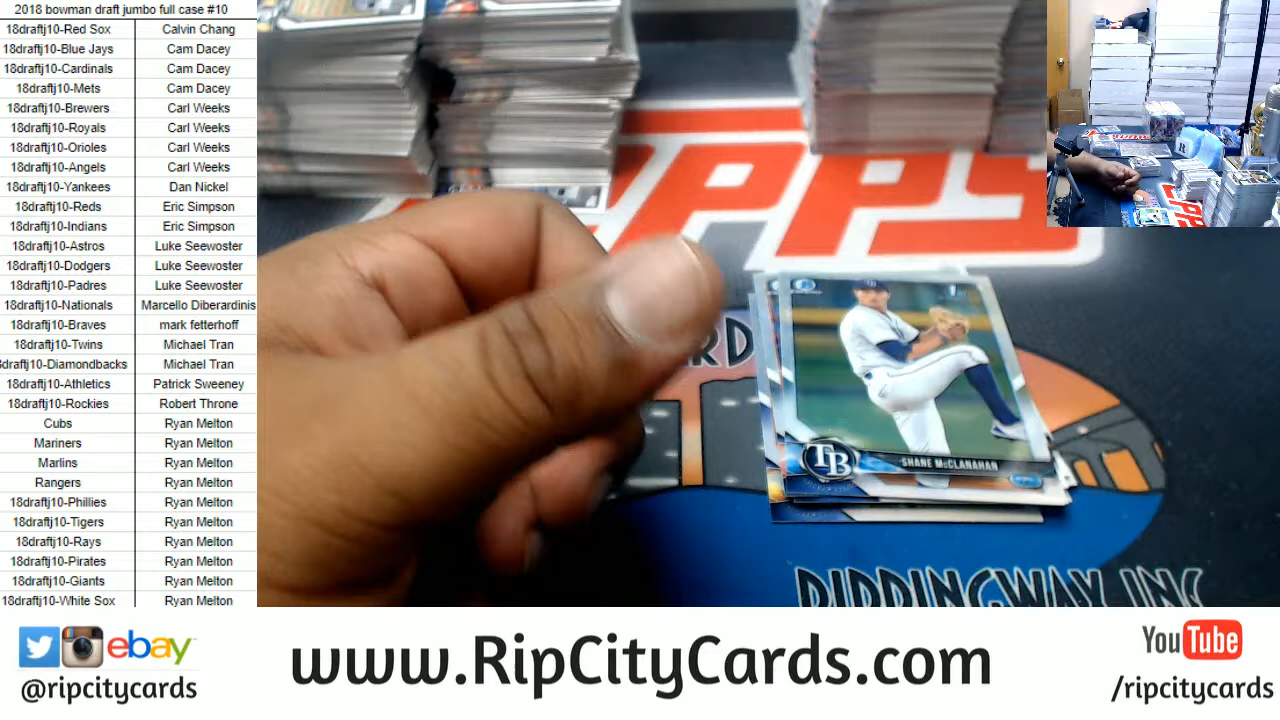 2018 bowman draft jumbo full case #10
18draftj10-Red Sox Calvin Chang
18draftj10-Blue Jays Cam Dacey
18draftj10-Cardinals Cam Dacey
18draftj10-Mets Cam Dacey
18draftj10-Brewers Carl Weeks
18draftj10-Royals Carl Weeks
18draftj10-Orioles Carl Weeks
18draftj10-Angels Carl Weeks
18draftj10-Yankees Dan Nickel
18draftj10-Reds Eric Simpson
18draftj10-Indians Eric Simpson
18draftj10-Astros Luke Seewoster
18draftj10-Dodgers Luke Seewoster
18draftj10-Padres Luke Seewoster
18draftj10-Nationals Marcello Diberardinis
18draftj10-Braves mark fetterhoff
18draftj10-Twins Michael Tran
8draftj10-Diamondbacks Michael Tran
18draftj10-Athletics Patrick Sweeney
18draftj10-Rockies Robert Throne
Cubs Ryan Melton
Mariners Ryan Melton
Marlins Ryan Melton
Rangers Ryan Melton
18draftj10-Phillies Ryan Melton
18draftj10-Tigers Ryan Melton
18draftj10-Rays Ryan Melton
18draftj10-Pirates Ryan Melton
18draftj10-Giants Ryan Melton
18draftj10-White Sox Ryan Melton
OPPS
RD
TB
SHANE McCLANAHAN
RIPPINGWAX INC
ebay
@ripcitycards
www.RipCityCards.com
YouTube
/ripcitycards